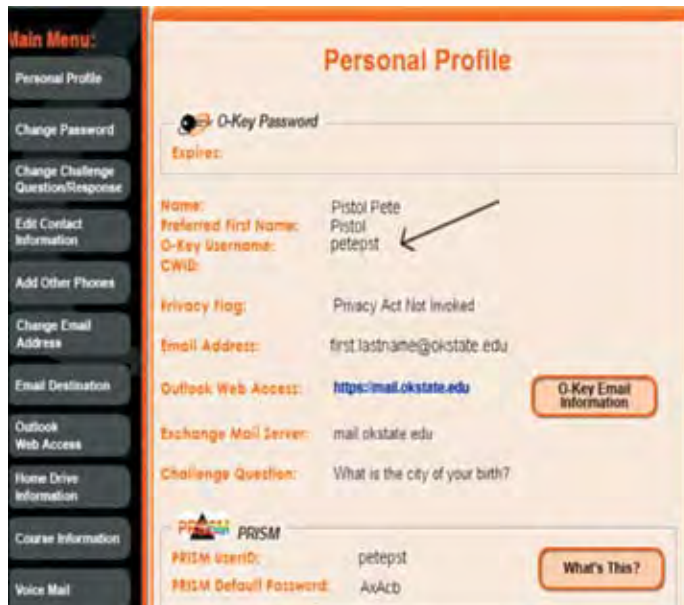 Main Menu:
Personal Profile
Change Password
Change Challenge
Question/Response
Edit Contact
Information
Add Other Phones
Change Email
Address
Email Destination
Outlook
Web Access
Home Drive
Information
Course Information
Voice Mail
Personal Profile
O-Key Password
Expires:
Name: Pistol Pete
Preferred First Name: Pistol
O-Key Username: petepst
CWID:
Privacy Flag: Privacy Act Not Invoked
Email Address: first.lastname@okstate.edu
Outlook Web Access: https://mail.okstate.edu
O-Key Email
Information
Exchange Mail Server: mail.okstate.edu
Challenge Question: What is the city of your birth?
PRISM PRISM
PRISM UserID: petepst
PRISM Default Password: AxAcb
What's This?